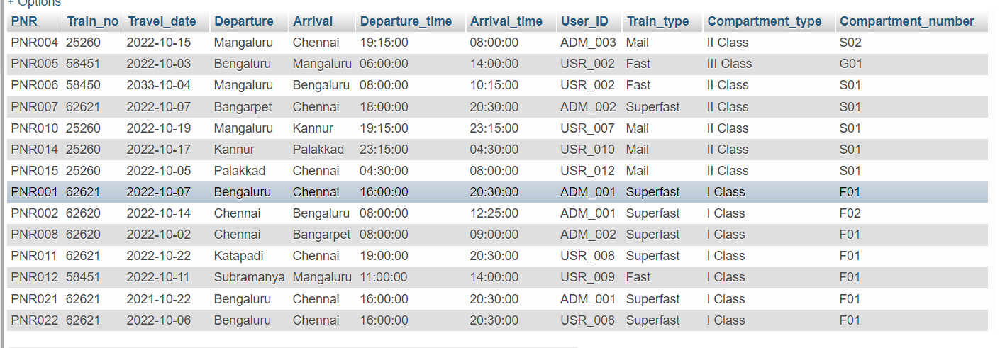 + Options
PNR Train_no Travel_date Departure Arrival Departure_time Arrival_time User_ID Train_type Compartment_type Compartment_number
PNR004 25260 2022-10-15 Mangaluru Chennai 19:15:00 08:00:00 ADM_003 Mail II Class S02
PNR005 58451 2022-10-03 Bengaluru Mangaluru 06:00:00 14:00:00 USR_002 Fast III Class G01
PNR006 58450 2033-10-04 Mangaluru Bengaluru 08:00:00 10:15:00 USR_002 Fast II Class S01
PNR007 62621 2022-10-07 Bangarpet Chennai 18:00:00 20:30:00 ADM_002 Superfast II Class S01
PNR010 25260 2022-10-19 Mangaluru Kannur 19:15:00 23:15:00 USR_007 Mail II Class S01
PNR014 25260 2022-10-17 Kannur Palakkad 23:15:00 04:30:00 USR_010 Mail II Class S01
PNR015 25260 2022-10-05 Palakkad Chennai 04:30:00 08:00:00 USR_012 Mail II Class S01
PNR001 62621 2022-10-07 Bengaluru Chennai 16:00:00 20:30:00 ADM_001 Superfast I Class F01
PNR002 62620 2022-10-14 Chennai Bengaluru 08:00:00 12:25:00 ADM_001 Superfast I Class F02
PNR008 62620 2022-10-02 Chennai Bangarpet 08:00:00 09:00:00 ADM_002 Superfast I Class F01
PNR011 62621 2022-10-22 Katapadi Chennai 19:00:00 20:30:00 USR_008 Superfast I Class F01
PNR012 58451 2022-10-11 Subramanya Mangaluru 11:00:00 14:00:00 USR_009 Fast I Class F01
PNR021 62621 2021-10-22 Bengaluru Chennai 16:00:00 20:30:00 ADM_001 Superfast I Class F01
PNR022 62621 2022-10-06 Bengaluru Chennai 16:00:00 20:30:00 USR_008 Superfast I Class F01